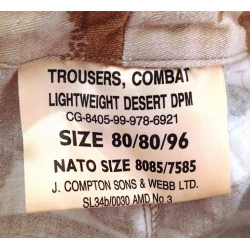 TROUSERS, COMBAT
LIGHTWEIGHT DESERT DPM
CG-8405-99-978-6921
SIZE 80/80/96
NATO SIZE 8085/7585
J. COMPTON SONS & WEBB LTD.
SL34b/0030 AMD No 3